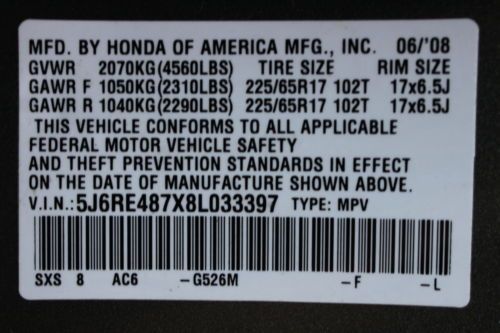 MFD. BY HONDA OF AMERICA MFG., INC. 06/'08
GVWR 2070KG(4560LBS) TIRE SIZE RIM SIZE
GAWR F 1050KG(2310LBS) 225/65R17 102T 17x6.5J
GAWR R 1040KG(2290LBS) 225/65R17 102T 17x6.5J
THIS VEHICLE CONFORMS TO ALL APPLICABLE
FEDERAL MOTOR VEHICLE SAFETY
AND THEFT PREVENTION STANDARDS IN EFFECT
ON THE DATE OF MANUFACTURE SHOWN ABOVE.
V.I.N.: 5J6RE487X8L033397 TYPE: MPV
SXS 8 AC6 -G526M -F -L